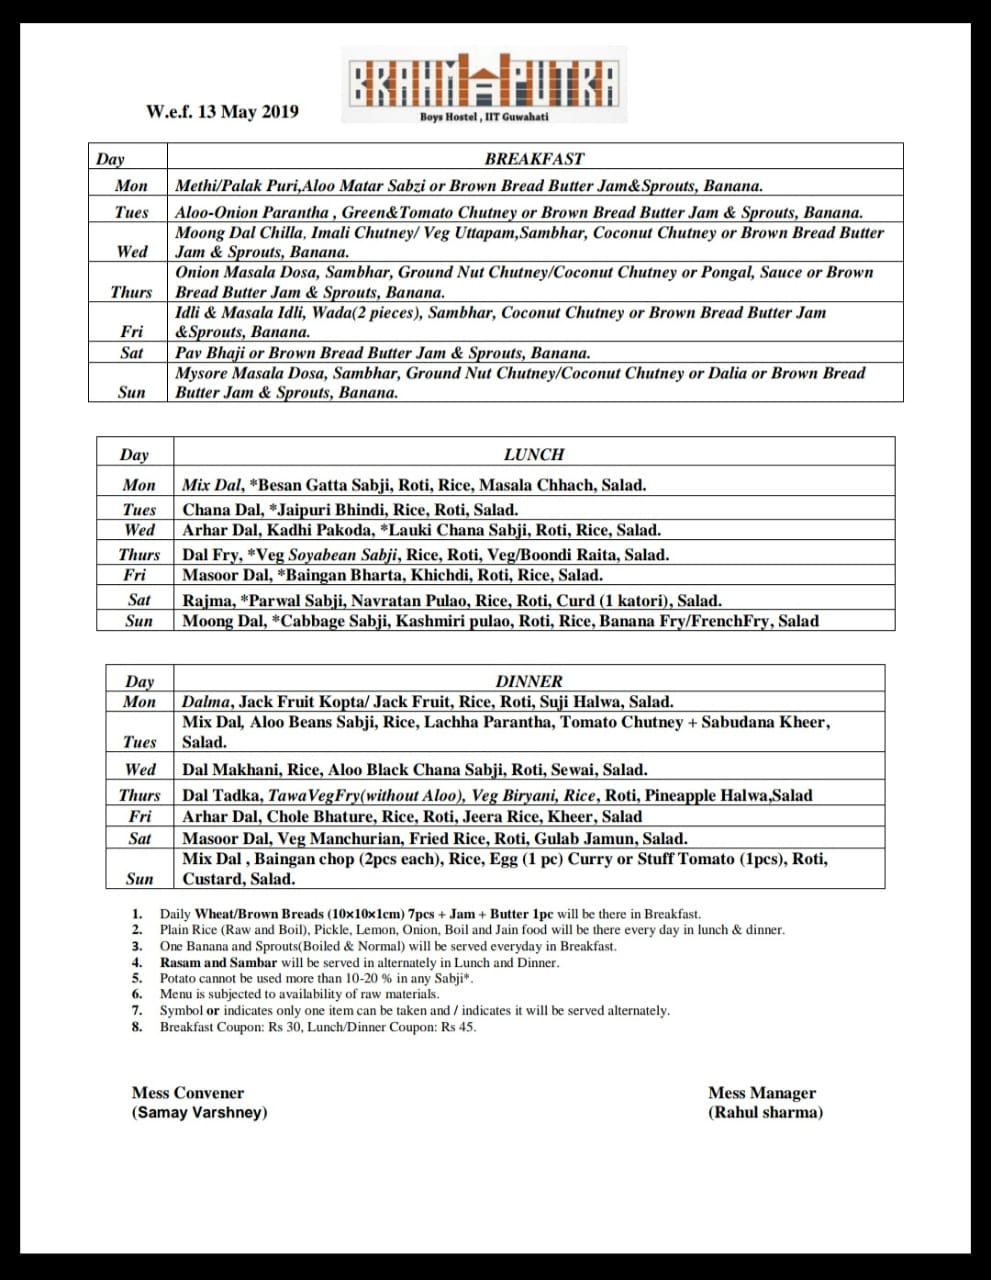 BRAHMAPUTRA
Boys Hostel , IIT Guwahati
W.e.f. 13 May 2019
Day BREAKFAST
Mon Methi/Palak Puri,Aloo Matar Sabzi or Brown Bread Butter Jam&Sprouts, Banana.
Tues Aloo-Onion Parantha , Green&Tomato Chutney or Brown Bread Butter Jam & Sprouts, Banana.
Moong Dal Chilla, Imali Chutney/ Veg Uttapam,Sambhar, Coconut Chutney or Brown Bread Butter
Wed Jam & Sprouts, Banana.
Onion Masala Dosa, Sambhar, Ground Nut Chutney/Coconut Chutney or Pongal, Sauce or Brown
Thurs Bread Butter Jam & Sprouts, Banana.
Idli & Masala Idli, Wada(2 pieces), Sambhar, Coconut Chutney or Brown Bread Butter Jam
Fri &Sprouts, Banana.
Sat Pav Bhaji or Brown Bread Butter Jam & Sprouts, Banana.
Mysore Masala Dosa, Sambhar, Ground Nut Chutney/Coconut Chutney or Dalia or Brown Bread
Sun Butter Jam & Sprouts, Banana.
Day LUNCH
Mon Mix Dal, *Besan Gatta Sabji, Roti, Rice, Masala Chhach, Salad.
Tues Chana Dal, *Jaipuri Bhindi, Rice, Roti, Salad.
Wed Arhar Dal, Kadhi Pakoda, *Lauki Chana Sabji, Roti, Rice, Salad.
Thurs Dal Fry, *Veg Soyabean Sabji, Rice, Roti, Veg/Boondi Raita, Salad.
Fri Masoor Dal, *Baingan Bharta, Khichdi, Roti, Rice, Salad.
Sat Rajma, *Parwal Sabji, Navratan Pulao, Rice, Roti, Curd (1 katori), Salad.
Sun Moong Dal, *Cabbage Sabji, Kashmiri pulao, Roti, Rice, Banana Fry/FrenchFry, Salad
Day DINNER
Mon Dalma, Jack Fruit Kopta/ Jack Fruit, Rice, Roti, Suji Halwa, Salad.
Mix Dal, Aloo Beans Sabji, Rice, Lachha Parantha, Tomato Chutney + Sabudana Kheer,
Tues Salad.
Wed Dal Makhani, Rice, Aloo Black Chana Sabji, Roti, Sewai, Salad.
Thurs Dal Tadka, TawaVegFry(without Aloo), Veg Biryani, Rice, Roti, Pineapple Halwa,Salad
Fri Arhar Dal, Chole Bhature, Rice, Roti, Jeera Rice, Kheer, Salad
Sat Masoor Dal, Veg Manchurian, Fried Rice, Roti, Gulab Jamun, Salad.
Mix Dal , Baingan chop (2pcs each), Rice, Egg (1 pc) Curry or Stuff Tomato (1pcs), Roti,
Sun Custard, Salad.
1. Daily Wheat/Brown Breads (10×10×1cm) 7pcs + Jam + Butter 1pc will be there in Breakfast.
2. Plain Rice (Raw and Boil), Pickle, Lemon, Onion, Boil and Jain food will be there every day in lunch & dinner.
3. One Banana and Sprouts(Boiled & Normal) will be served everyday in Breakfast.
4. Rasam and Sambar will be served in alternately in Lunch and Dinner.
5. Potato cannot be used more than 10-20 % in any Sabji*.
6. Menu is subjected to availability of raw materials.
7. Symbol or indicates only one item can be taken and / indicates it will be served alternately.
8. Breakfast Coupon: Rs 30, Lunch/Dinner Coupon: Rs 45.
Mess Convener Mess Manager
(Samay Varshney) (Rahul sharma)